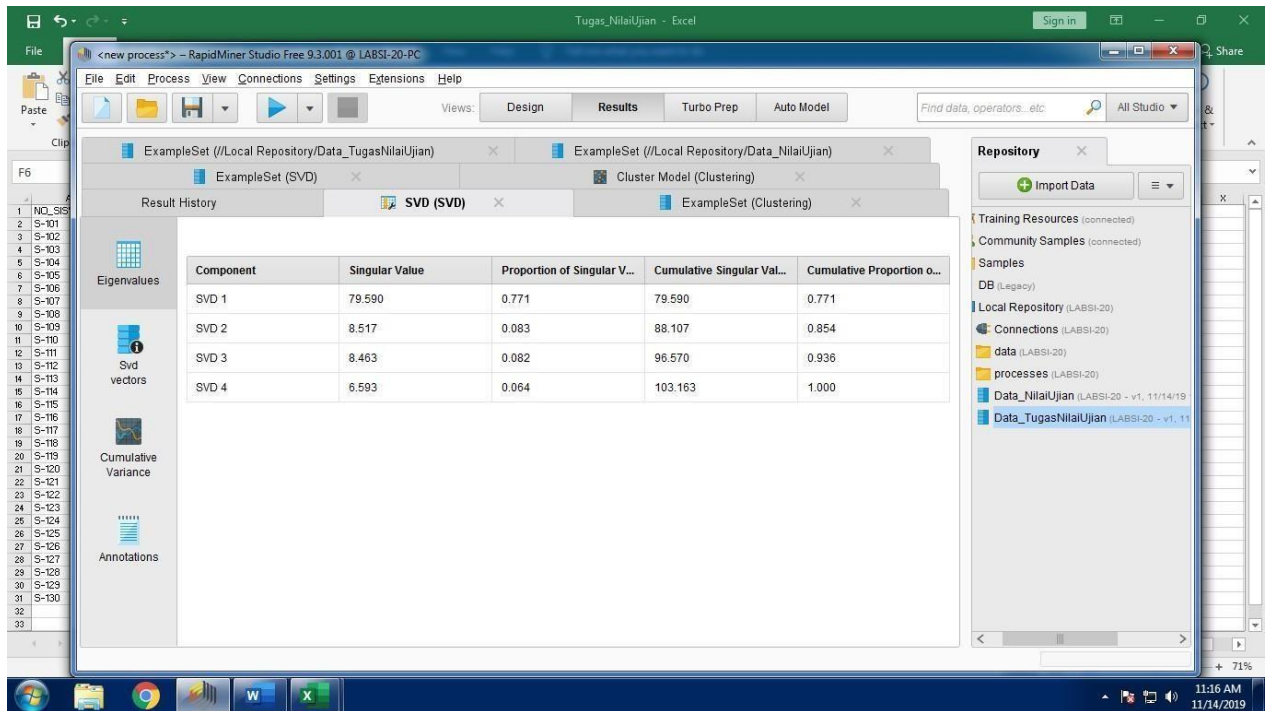 Tugas_NilaiUjian - Excel
Sign in
File
Share
Paste
Clip
&
F6
X
<new process*> – RapidMiner Studio Free 9.3.001 @ LABSI-20-PC
File Edit Process View Connections Settings Extensions Help
Views: Design Results Turbo Prep Auto Model
Find data, operators...etc
All Studio
ExampleSet (//Local Repository/Data_TugasNilaiUjian)
ExampleSet (//Local Repository/Data_NilaiUjian)
ExampleSet (SVD)
Cluster Model (Clustering)
Result History
SVD (SVD)
ExampleSet (Clustering)
Eigenvalues
Svd vectors
Cumulative Variance
Annotations
Component Singular Value Proportion of Singular V... Cumulative Singular Val... Cumulative Proportion o...
SVD 1 79.590 0.771 79.590 0.771
SVD 2 8.517 0.083 88.107 0.854
SVD 3 8.463 0.082 96.570 0.936
SVD 4 6.593 0.064 103.163 1.000
Repository
Import Data
Training Resources (connected)
Community Samples (connected)
Samples
DB (Legacy)
Local Repository (LABSI-20)
Connections (LABSI-20)
data (LABSI-20)
processes (LABSI-20)
Data_NilaiUjian (LABSI-20 - v1, 11/14/19
Data_TugasNilaiUjian (LABSI-20 - v1, 11
1 NO_SIS
2 S-101
3 S-102
4 S-103
5 S-104
6 S-105
7 S-106
8 S-107
9 S-108
10 S-109
11 S-110
12 S-111
13 S-112
14 S-113
15 S-114
16 S-115
17 S-116
18 S-117
19 S-118
20 S-119
21 S-120
22 S-121
23 S-122
24 S-123
25 S-124
26 S-125
27 S-126
28 S-127
29 S-128
30 S-129
31 S-130
32
33
71%
11:16 AM
11/14/2019